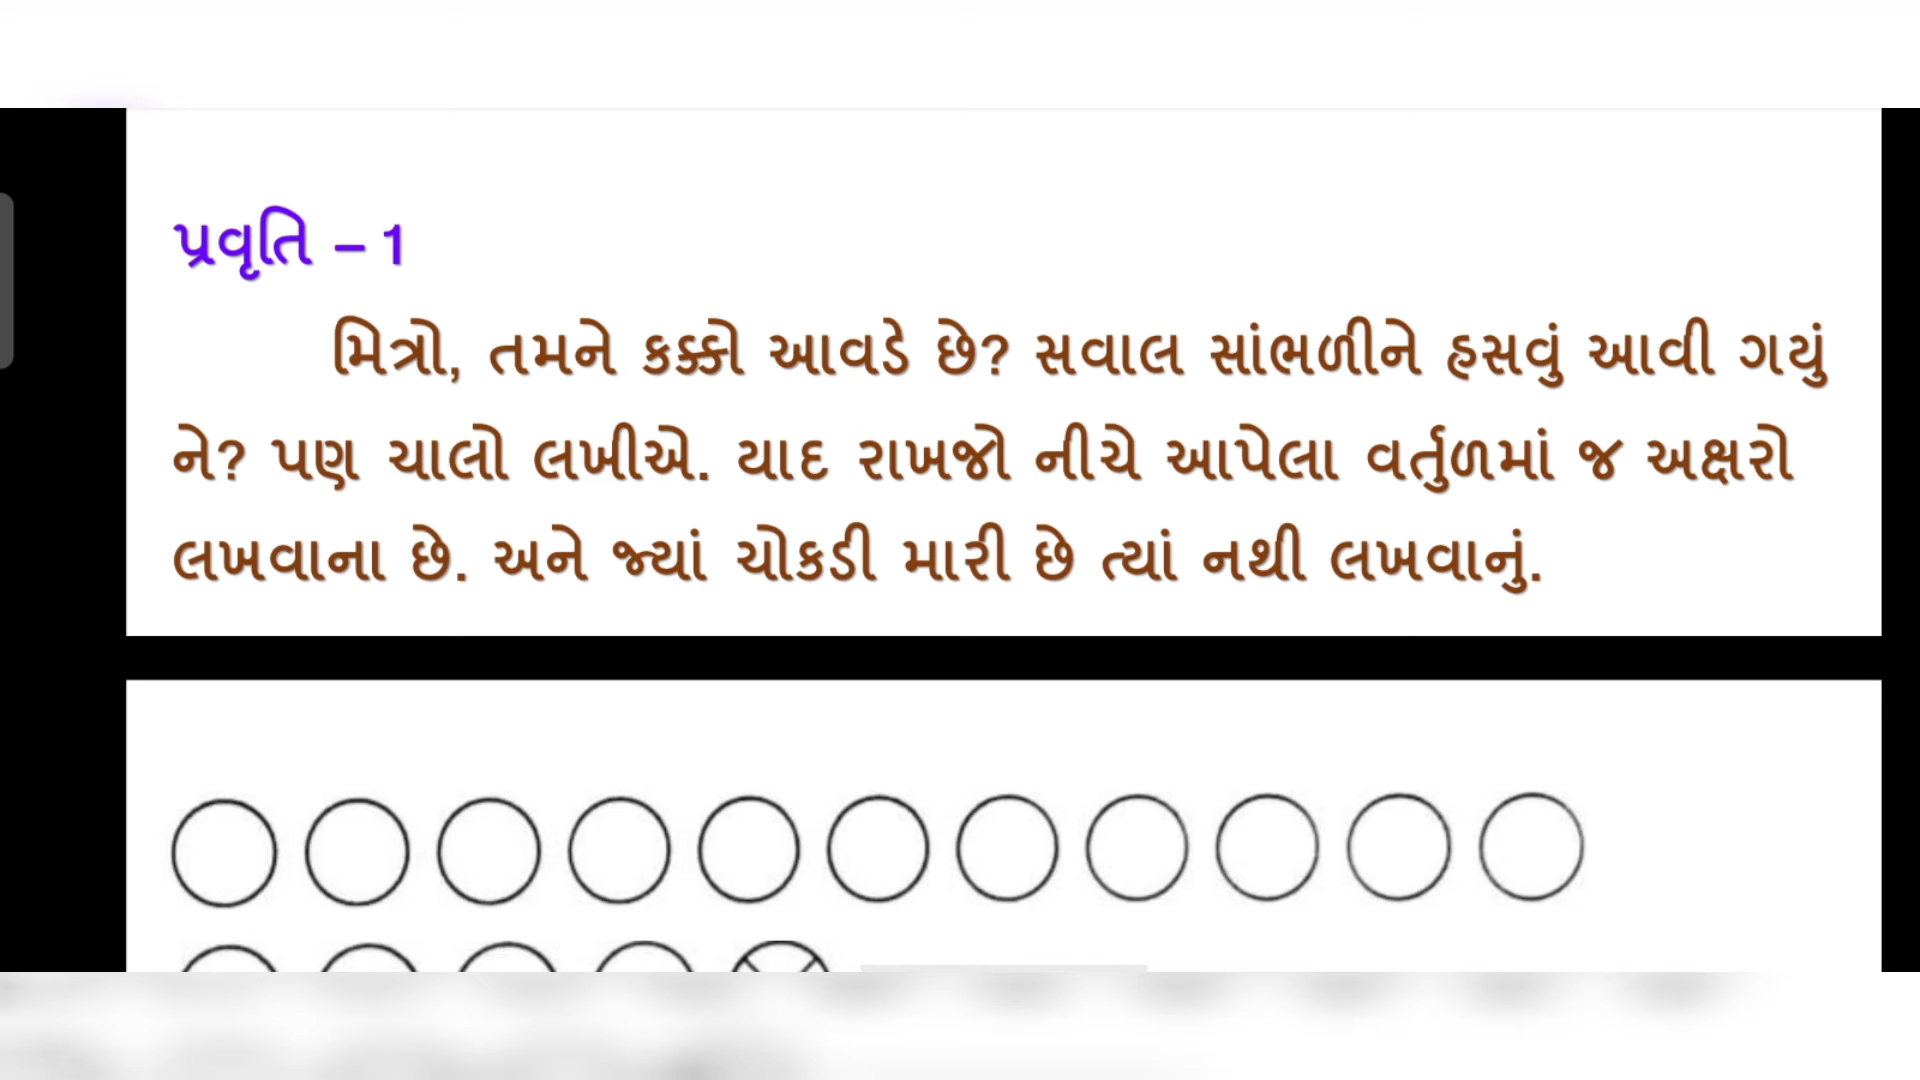 પ્રવૃતિ – 1
મિત્રો, તમને કક્કો આવડે છે? સવાલ સાંભળીને હસવું આવી ગયું
ને? પણ ચાલો લખીએ. યાદ રાખજો નીચે આપેલા વર્તુળમાં જ અક્ષરો
લખવાના છે. અને જ્યાં ચોકડી મારી છે ત્યાં નથી લખવાનું.